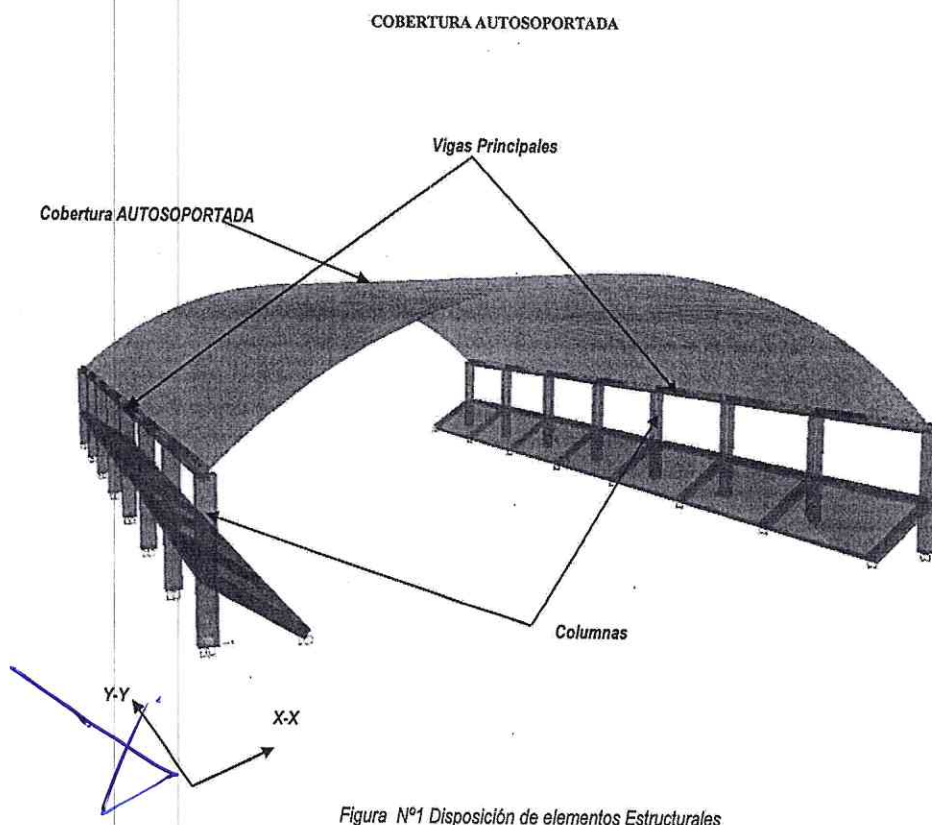 COBERTURA AUTOSOPORTADA
Vigas Principales
Cobertura AUTOSOPORTADA
Columnas
Y-Y
X-X
Figura Nº1 Disposición de elementos Estructurales